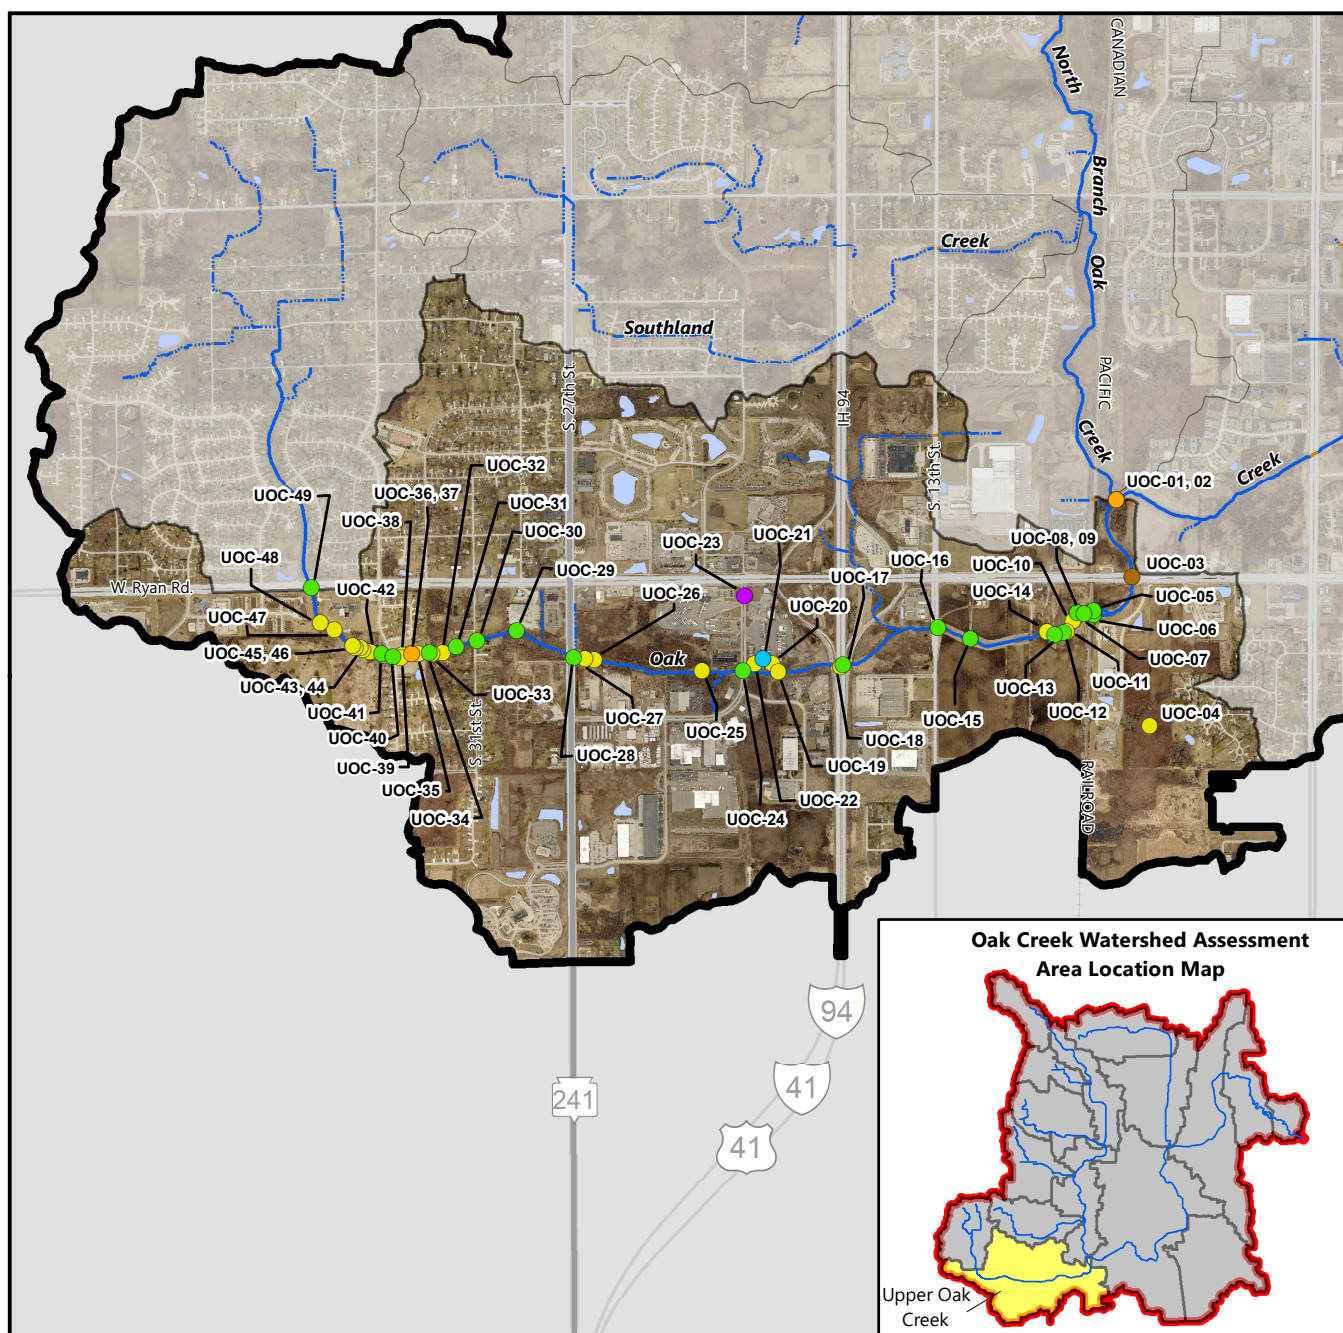 CANADIAN
North
Branch
Oak
Creek
Southland
Creek
PACIFIC
S. 27th St.
IH 94
S. 13th St.
Creek
UOC-32
UOC-36, 37
UOC-49
UOC-31
UOC-38
UOC-30
UOC-01, 02
UOC-21
UOC-23
UOC-08, 09
UOC-48
UOC-29
UOC-16
UOC-10
UOC-03
UOC-17
W. Ryan Rd.
UOC-42
UOC-26
UOC-14
UOC-05
UOC-47
UOC-20
UOC-06
UOC-45, 46
Oak
UOC-07
UOC-43, 44
UOC-33
UOC-13
UOC-11
UOC-41
S. 31st St.
UOC-27
UOC-15
UOC-12
UOC-04
UOC-40
UOC-25
UOC-18
UOC-39
UOC-28
UOC-19
UOC-35
UOC-22
UOC-34
UOC-24
RAILROAD
Oak Creek Watershed Assessment
Area Location Map
94
41
241
41
Upper Oak
Creek